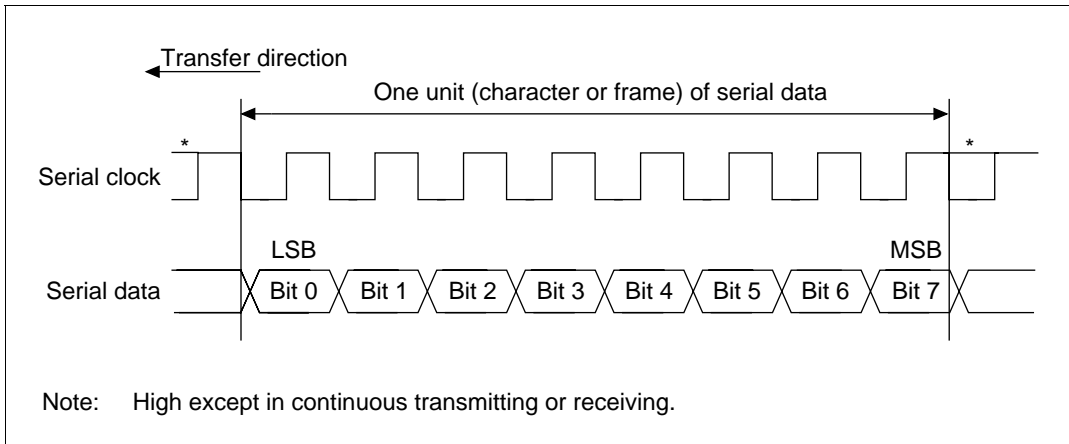 Transfer direction
One unit (character or frame) of serial data
* *
Serial clock
LSB MSB
Serial data Bit 0 Bit 1 Bit 2 Bit 3 Bit 4 Bit 5 Bit 6 Bit 7
Note: High except in continuous transmitting or receiving.